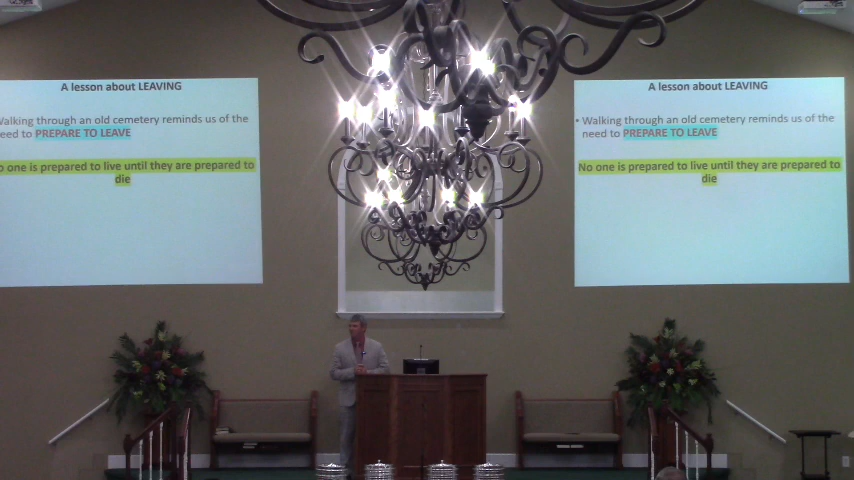 A lesson about LEAVING
Walking through an old cemetery reminds us of the
need to PREPARE TO LEAVE
No one is prepared to live until they are prepared to
die
A lesson about LEAVING
• Walking through an old cemetery reminds us of the
need to PREPARE TO LEAVE
No one is prepared to live until they are prepared to
die